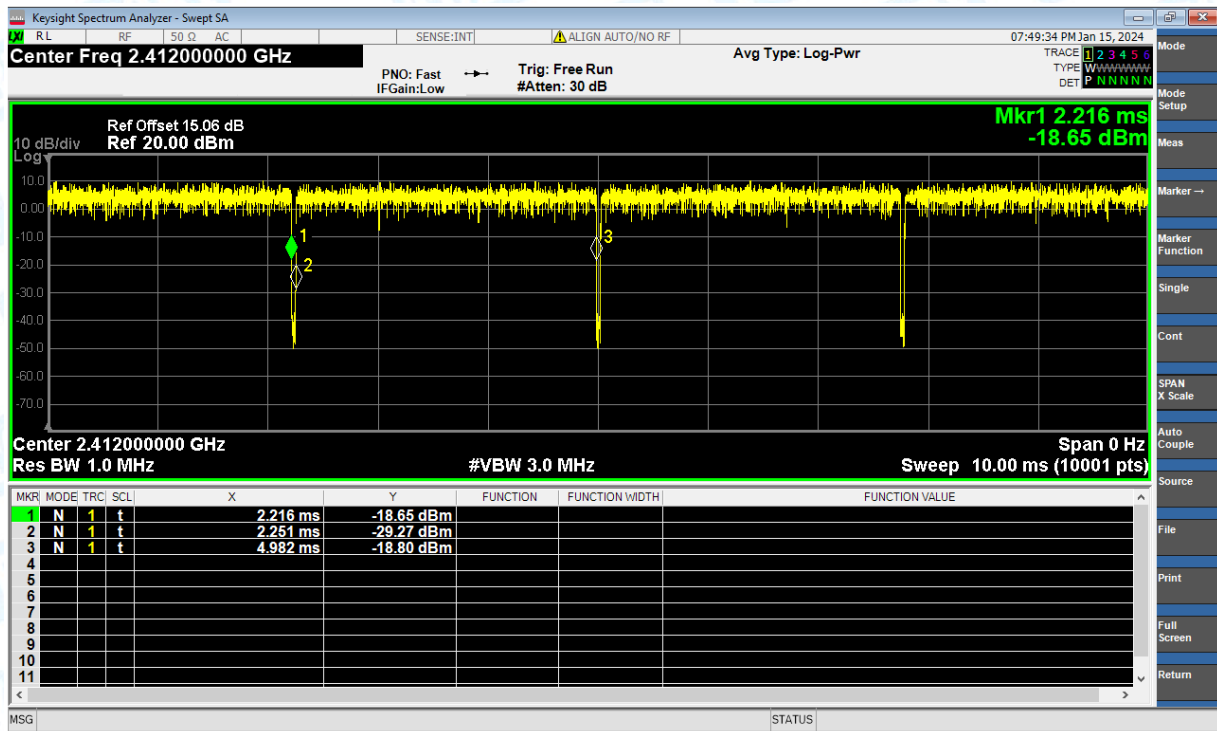 Keysight Spectrum Analyzer - Swept SA
LXI RL RF 50 Ω AC SENSE:INT ALIGN AUTO/NO RF 07:49:34 PM Jan 15, 2024
Center Freq 2.412000000 GHz
Avg Type: Log-Pwr
TRACE 1 2 3 4 5 6
TYPE WWWWWW
DET P N N N N N
PNO: Fast
IFGain:Low
Trig: Free Run
#Atten: 30 dB
Mkr1 2.216 ms
-18.65 dBm
Ref Offset 15.06 dB
10 dB/div Ref 20.00 dBm
Log
10.0
0.00
-10.0
-20.0
-30.0
-40.0
-50.0
-60.0
-70.0
1
2
3
Center 2.412000000 GHz Span 0 Hz
Res BW 1.0 MHz #VBW 3.0 MHz Sweep 10.00 ms (10001 pts)
MKR MODE TRC SCL X Y FUNCTION FUNCTION WIDTH FUNCTION VALUE
1 N 1 t 2.216 ms -18.65 dBm
2 N 1 t 2.251 ms -29.27 dBm
3 N 1 t 4.982 ms -18.80 dBm
4
5
6
7
8
9
10
11
MSG STATUS
Mode
Mode
Setup
Meas
Marker →
Marker
Function
Single
Cont
SPAN
X Scale
Auto
Couple
Source
File
Print
Full
Screen
Return